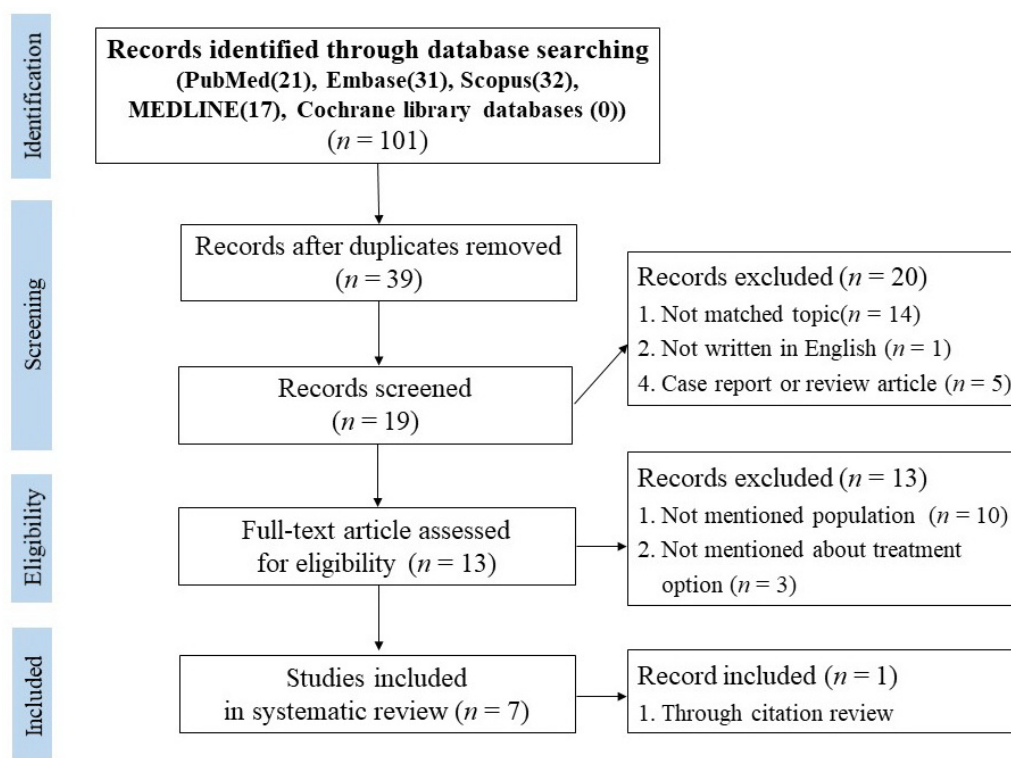 Identification
Records identified through database searching
(PubMed(21), Embase(31), Scopus(32),
MEDLINE(17), Cochrane library databases (0))
(n = 101)
Screening
Records after duplicates removed
(n = 39)
Records excluded (n = 20)
1. Not matched topic(n = 14)
2. Not written in English (n = 1)
4. Case report or review article (n = 5)
Records screened
(n = 19)
Eligibility
Full-text article assessed
for eligibility (n = 13)
Records excluded (n = 13)
1. Not mentioned population (n = 10)
2. Not mentioned about treatment
option (n = 3)
Included
Studies included
in systematic review (n = 7)
Record included (n = 1)
1. Through citation review